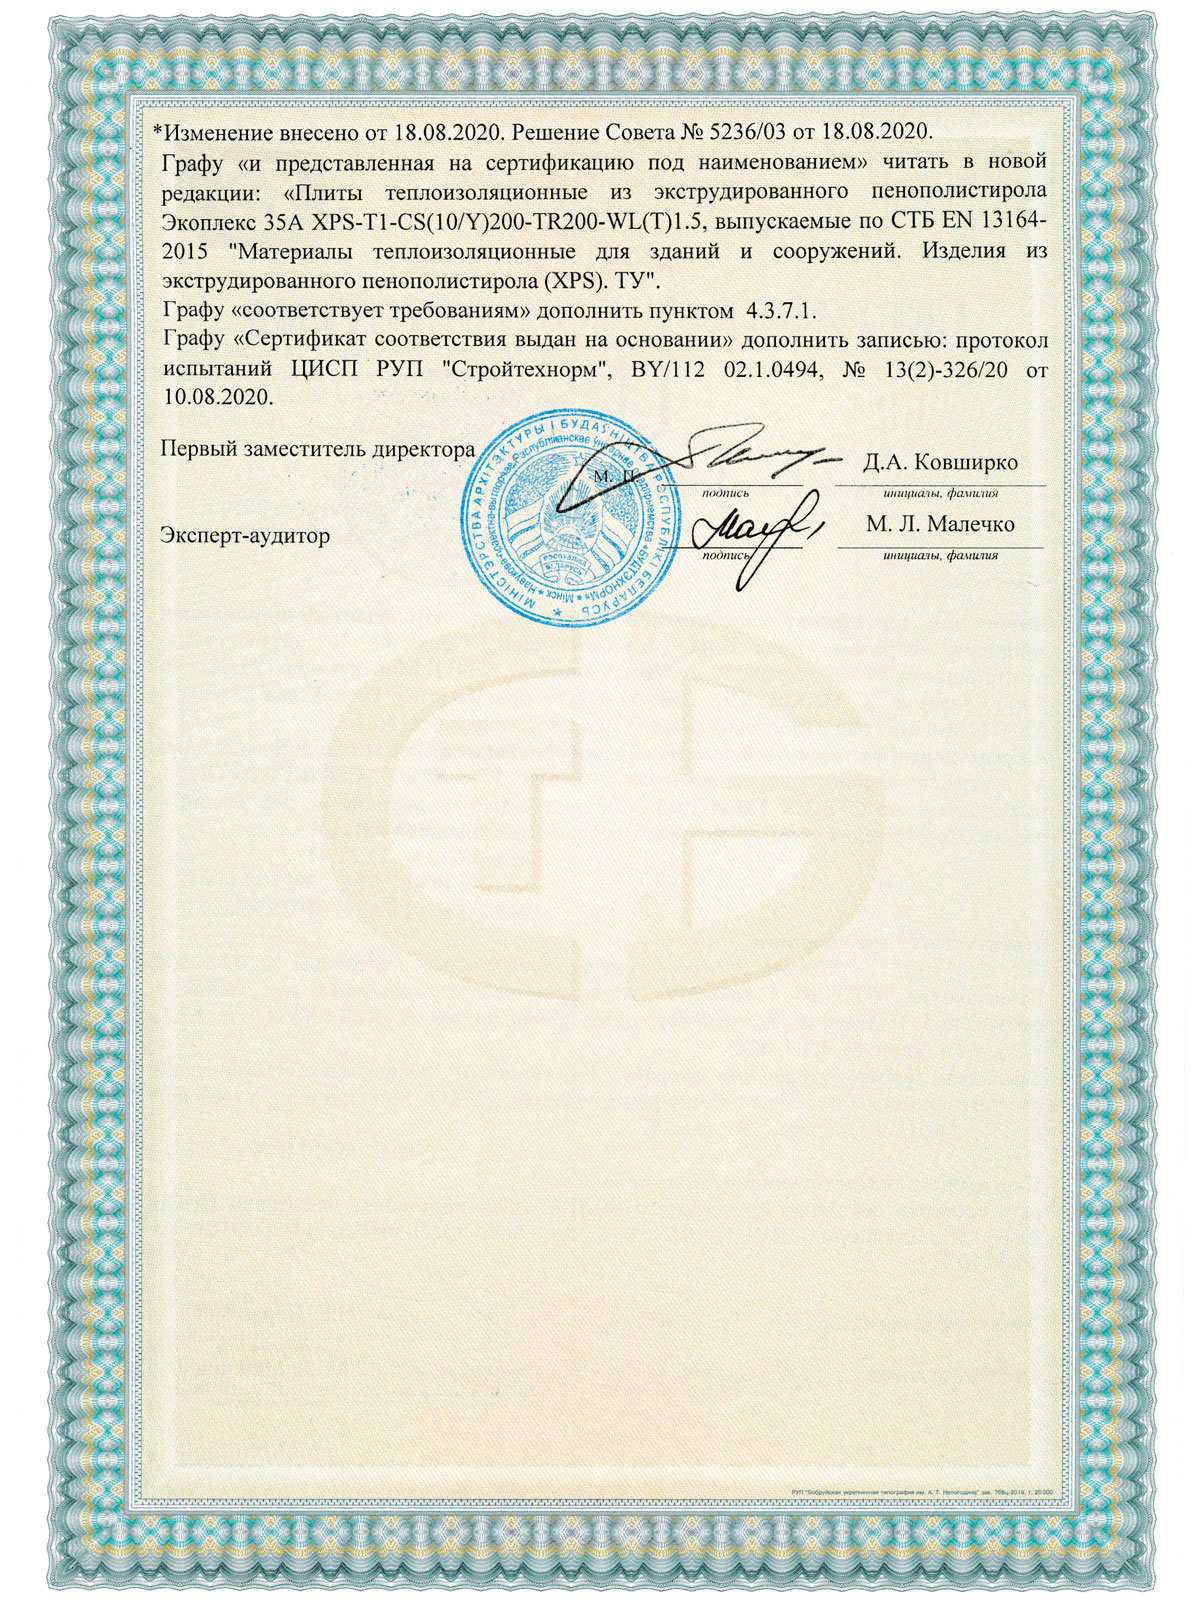 *Изменение внесено от 18.08.2020. Решение Совета № 5236/03 от 18.08.2020.
Графу «и представленная на сертификацию под наименованием» читать в новой
редакции: «Плиты теплоизоляционные из экструдированного пенополистирола
Экоплекс 35А XPS-T1-CS(10/Y)200-TR200-WL(T)1.5, выпускаемые по СТБ EN 13164-
2015 "Материалы теплоизоляционные для зданий и сооружений. Изделия из
экструдированного пенополистирола (XPS). ТУ".
Графу «соответствует требованиям» дополнить пунктом 4.3.7.1.
Графу «Сертификат соответствия выдан на основании» дополнить записью: протокол
испытаний ЦИСП РУП "Стройтехнорм", BY/112 02.1.0494, № 13(2)-326/20 от
10.08.2020.
Первый заместитель директора
М. П.
подпись
Д.А. Ковширко
инициалы, фамилия
Эксперт-аудитор
подпись
М. Л. Малечко
инициалы, фамилия
МІНІСТЭРСТВА АРХІТЭКТУРЫ І БУДАЎНІЦТВА РЭСПУБЛІКІ БЕЛАРУСЬ
РЭСПУБЛІКА
БЕЛАРУСЬ
РУП "Бобруйская укрупненная типография им. А. Т. Непогодина" зак. 768ц-2019, т. 20 000